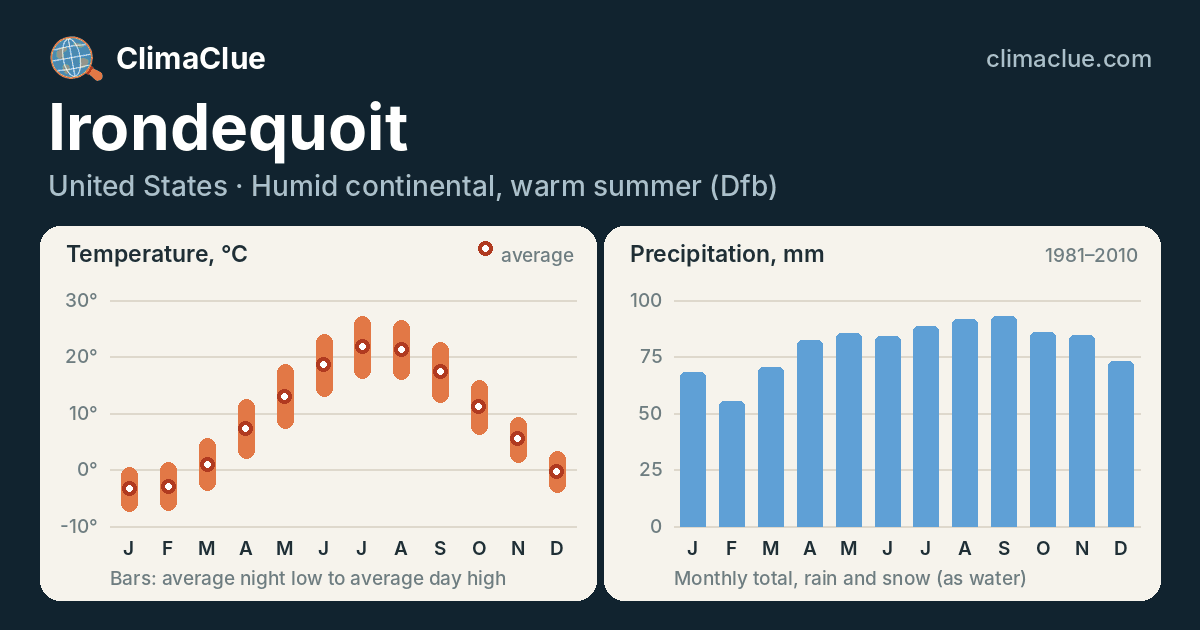 ClimaClue
climaclue.com
Irondequoit
United States · Humid continental, warm summer (Dfb)
Temperature, °C
average
30°
20°
10°
0°
-10°
J F M A M J J A S O N D
Bars: average night low to average day high
Precipitation, mm
1981–2010
100
75
50
25
0
J F M A M J J A S O N D
Monthly total, rain and snow (as water)